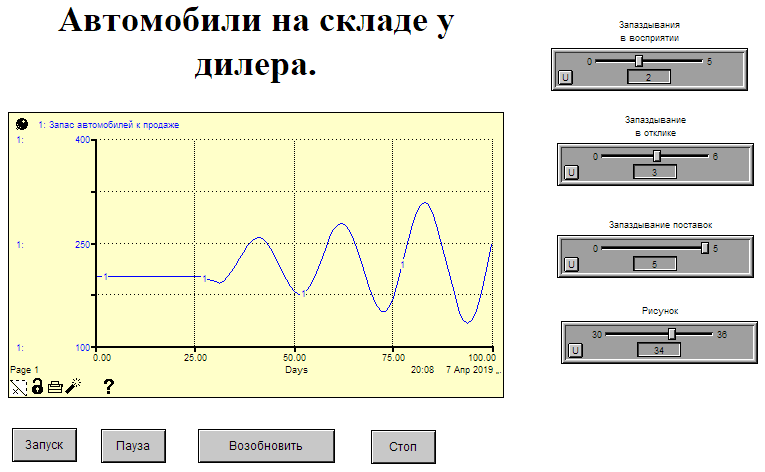 Автомобили на складе у
дилера.
1: Запас автомобилей к продаже
1:
400
1:
250
1:
100
1
1
1
1
0.00
25.00
50.00
75.00
100.00
Page 1
Days
20:08
7 Апр 2019 „.
?
Запуск
Пауза
Возобновить
Стоп
Запаздывания
в восприятии
0
5
U
2
Запаздывание
в отклике
0
6
U
3
Запаздывание поставок
0
5
U
5
Рисунок
30
36
U
34